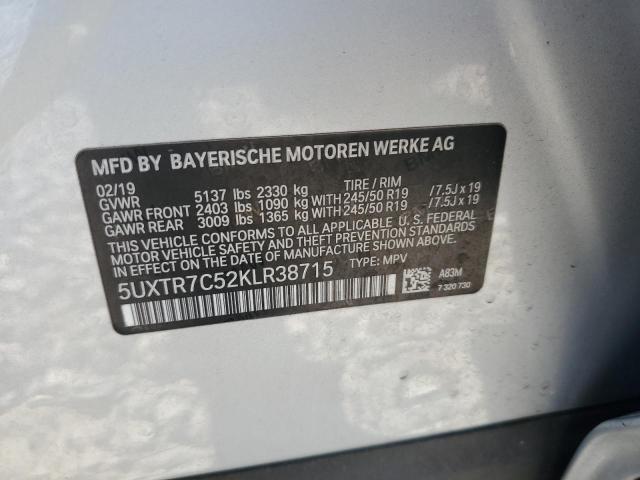 MFD BY BAYERISCHE MOTOREN WERKE AG
02/19
GVWR 5137 lbs 2330 kg TIRE / RIM
GAWR FRONT 2403 lbs 1090 kg WITH 245/50 R19 / 7.5J x 19
GAWR REAR 3009 lbs 1365 kg WITH 245/50 R19 / 7.5J x 19
THIS VEHICLE CONFORMS TO ALL APPLICABLE U.S. FEDERAL
MOTOR VEHICLE SAFETY, BUMPER, AND THEFT PREVENTION STANDARDS
IN EFFECT ON THE DATE OF MANUFACTURE SHOWN ABOVE.
5UXTR7C52KLR38715 TYPE: MPV
A83M
7 320 730